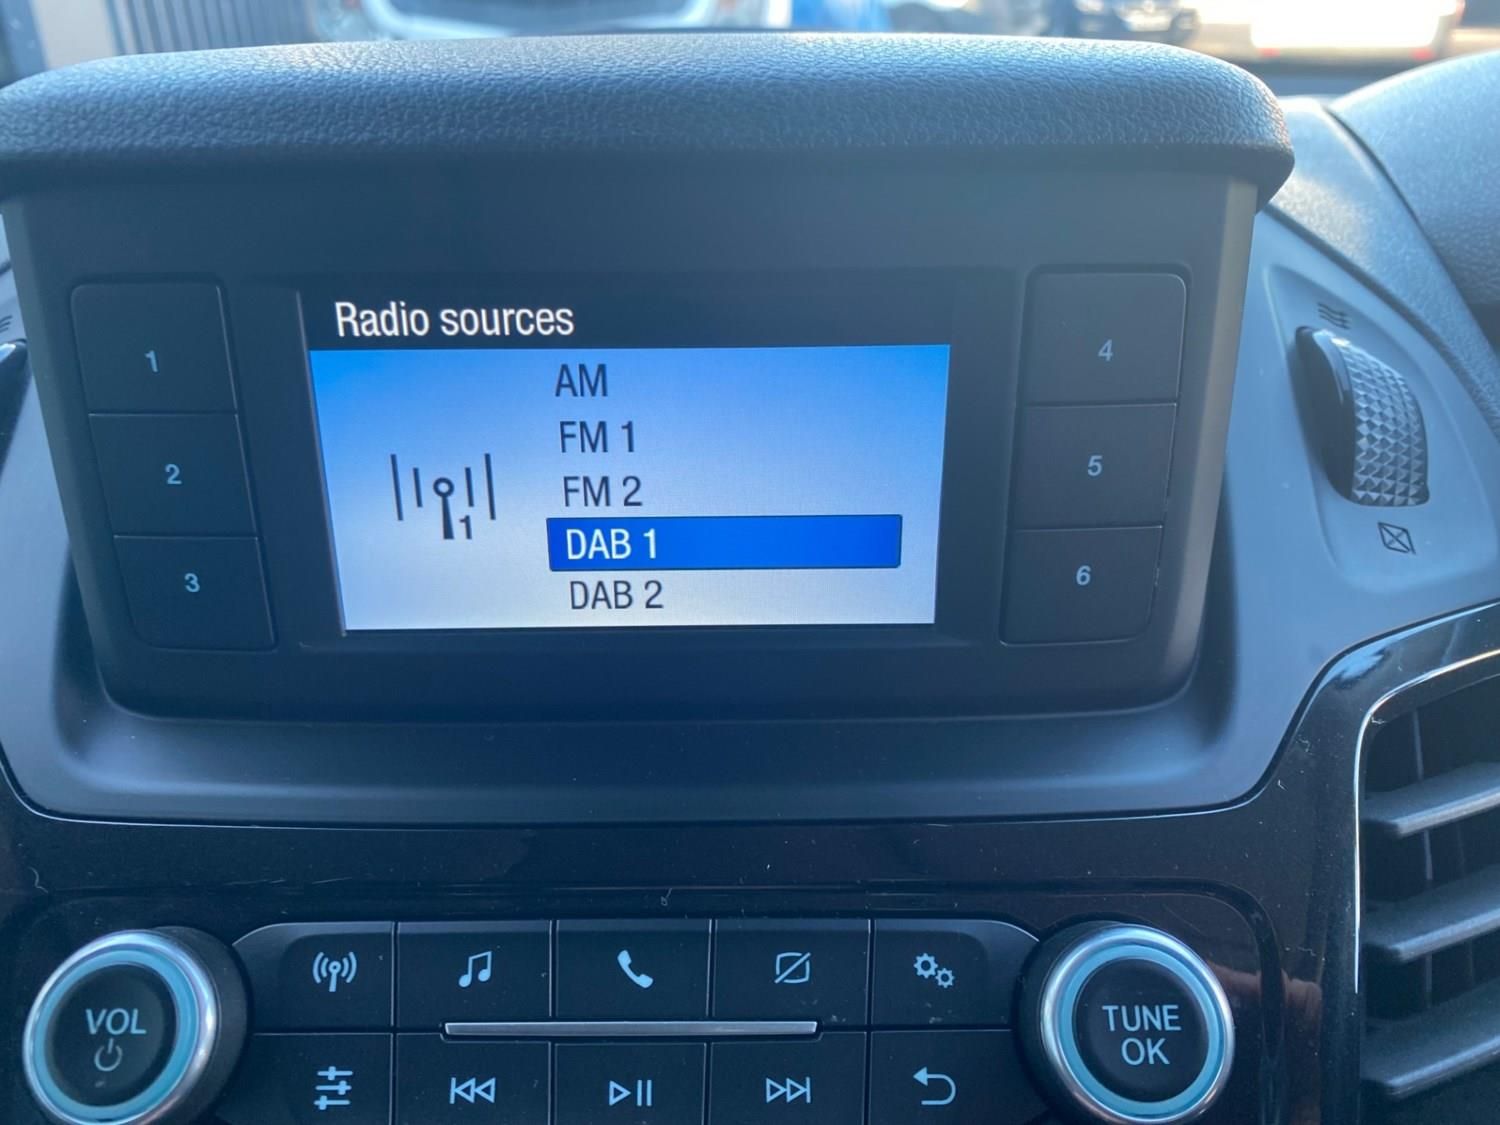 Radio sources
AM
FM 1
FM 2
DAB 1
DAB 2
1
1
2
3
4
5
6
VOL
TUNE
OK